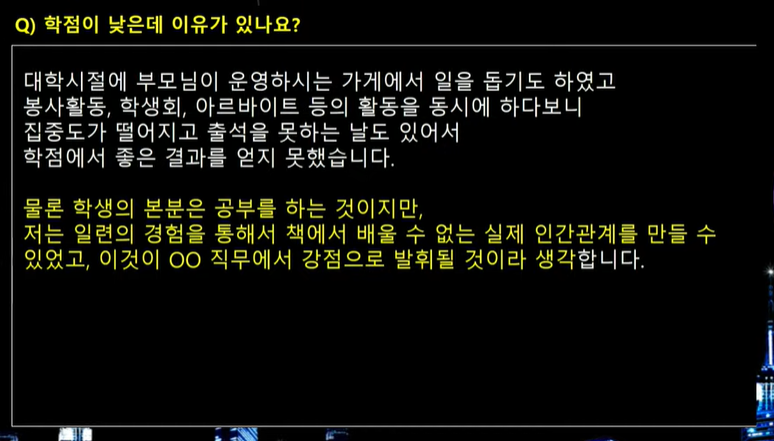 Q) 학점이 낮은데 이유가 있나요?
대학시절에 부모님이 운영하시는 가게에서 일을 돕기도 하였고
봉사활동, 학생회, 아르바이트 등의 활동을 동시에 하다보니
집중도가 떨어지고 출석을 못하는 날도 있어서
학점에서 좋은 결과를 얻지 못했습니다.
물론 학생의 본분은 공부를 하는 것이지만,
저는 일련의 경험을 통해서 책에서 배울 수 없는 실제 인간관계를 만들 수
있었고, 이것이 OO 직무에서 강점으로 발휘될 것이라 생각합니다.